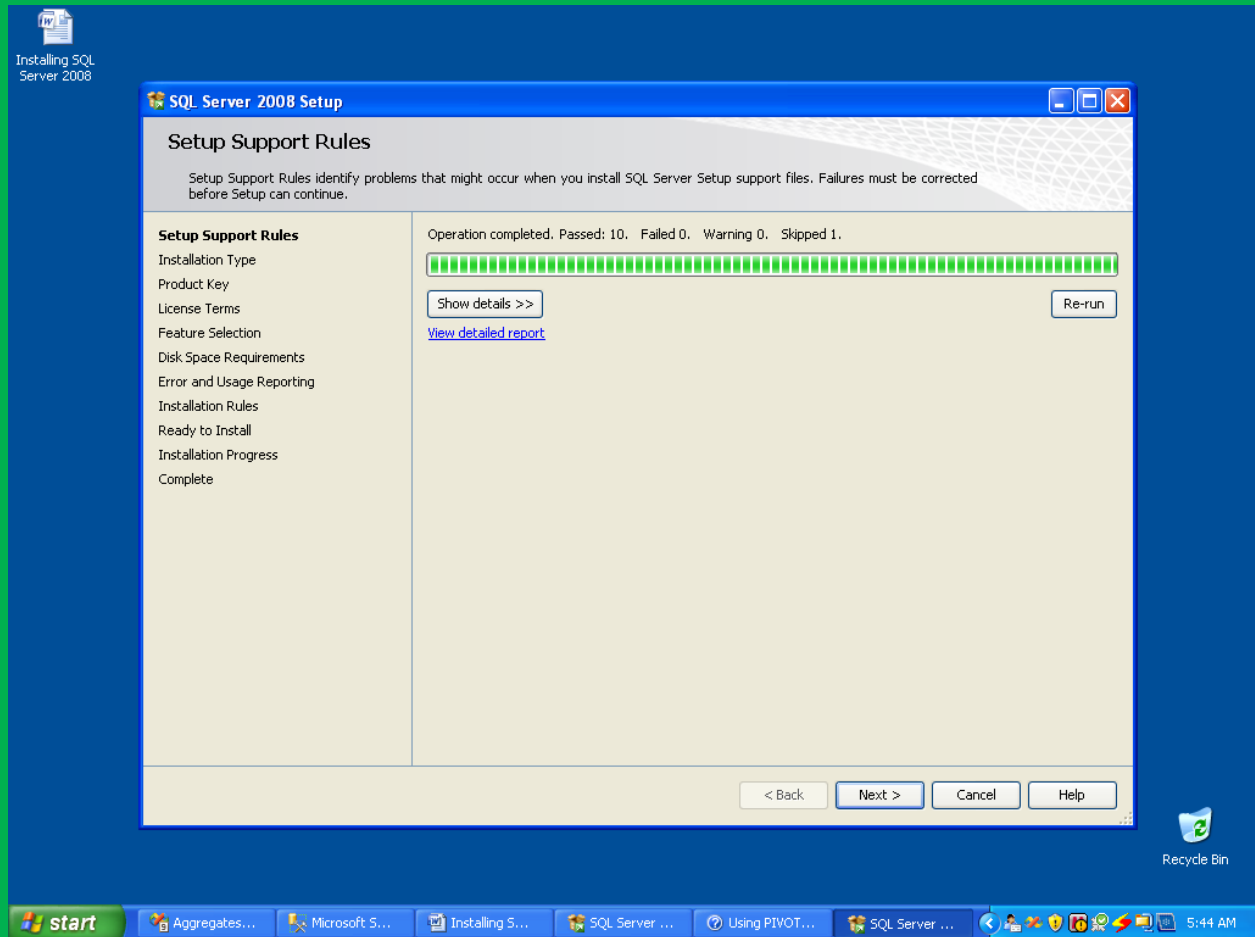 Installing SQL
Server 2008
SQL Server 2008 Setup
Setup Support Rules
Setup Support Rules identify problems that might occur when you install SQL Server Setup support files. Failures must be corrected
before Setup can continue.
Setup Support Rules
Installation Type
Product Key
License Terms
Feature Selection
Disk Space Requirements
Error and Usage Reporting
Installation Rules
Ready to Install
Installation Progress
Complete
Operation completed. Passed: 10.   Failed 0.   Warning 0.   Skipped 1.
Show details >>
Re-run
View detailed report
< Back
Next >
Cancel
Help
Recycle Bin
start
Aggregates...
Microsoft S...
Installing S...
SQL Server ...
Using PIVOT...
SQL Server ...
5:44 AM